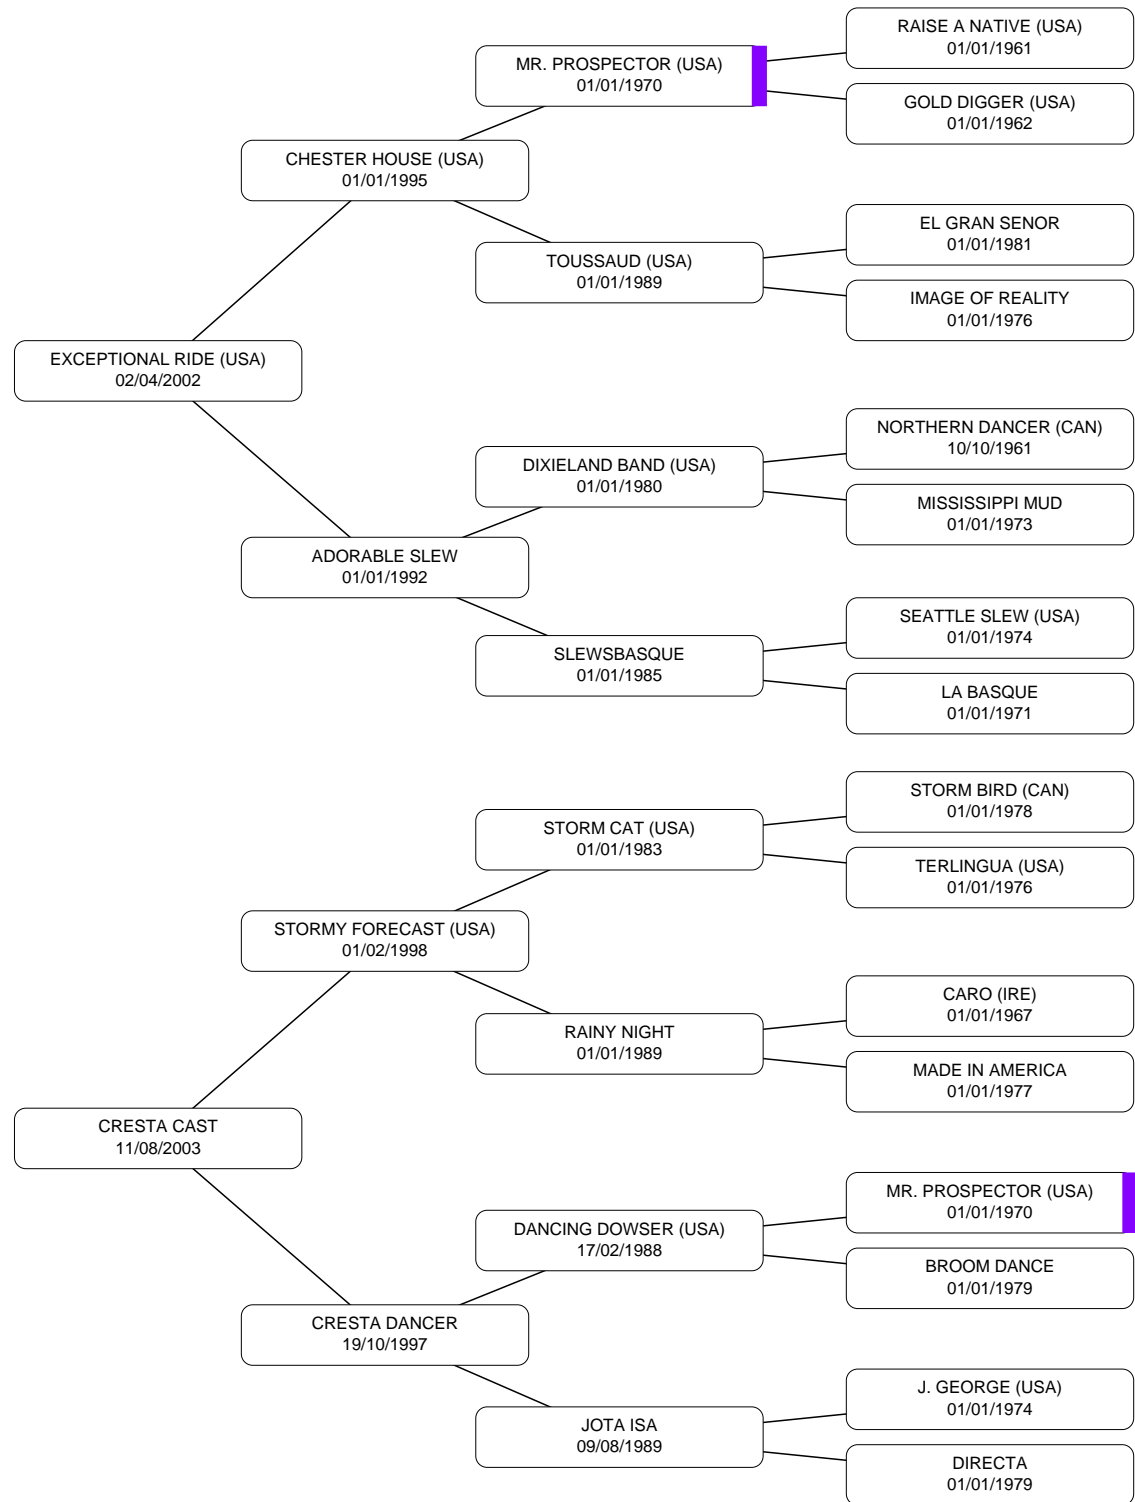 RAISE A NATIVE (USA)
01/01/1961
MR. PROSPECTOR (USA)
01/01/1970
GOLD DIGGER (USA)
01/01/1962
CHESTER HOUSE (USA)
01/01/1995
EL GRAN SENOR
01/01/1981
TOUSSAUD (USA)
01/01/1989
IMAGE OF REALITY
01/01/1976
EXCEPTIONAL RIDE (USA)
02/04/2002
NORTHERN DANCER (CAN)
10/10/1961
DIXIELAND BAND (USA)
01/01/1980
MISSISSIPPI MUD
01/01/1973
ADORABLE SLEW
01/01/1992
SEATTLE SLEW (USA)
01/01/1974
SLEWSBASQUE
01/01/1985
LA BASQUE
01/01/1971
STORM BIRD (CAN)
01/01/1978
STORM CAT (USA)
01/01/1983
TERLINGUA (USA)
01/01/1976
STORMY FORECAST (USA)
01/02/1998
CARO (IRE)
01/01/1967
RAINY NIGHT
01/01/1989
MADE IN AMERICA
01/01/1977
CRESTA CAST
11/08/2003
MR. PROSPECTOR (USA)
01/01/1970
DANCING DOWSER (USA)
17/02/1988
BROOM DANCE
01/01/1979
CRESTA DANCER
19/10/1997
J. GEORGE (USA)
01/01/1974
JOTA ISA
09/08/1989
DIRECTA
01/01/1979